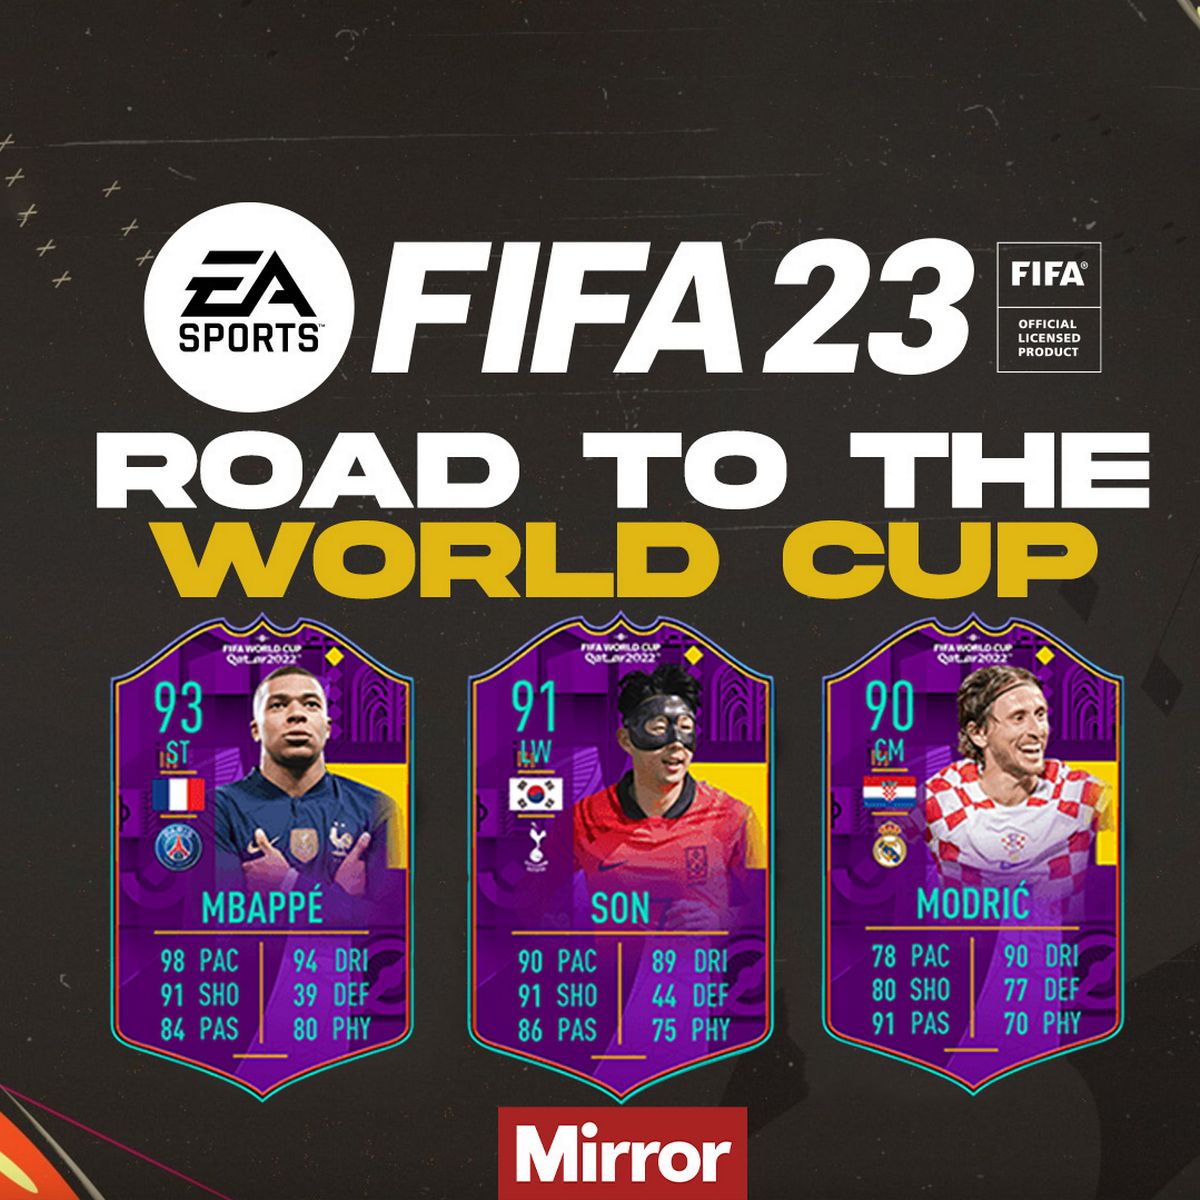 EA
SPORTS™
FIFA 23
FIFA®
OFFICIAL
LICENSED
PRODUCT
ROAD TO THE
WORLD CUP
FIFA WORLD CUP
Qatar2022
93
ST
MBAPPÉ
98 PAC 94 DRI
91 SHO 39 DEF
84 PAS 80 PHY
FIFA WORLD CUP
Qatar2022
91
LW
SON
90 PAC 89 DRI
91 SHO 44 DEF
86 PAS 75 PHY
FIFA WORLD CUP
Qatar2022
90
CM
MODRIĆ
78 PAC 90 DRI
80 SHO 77 DEF
91 PAS 70 PHY
Mirror